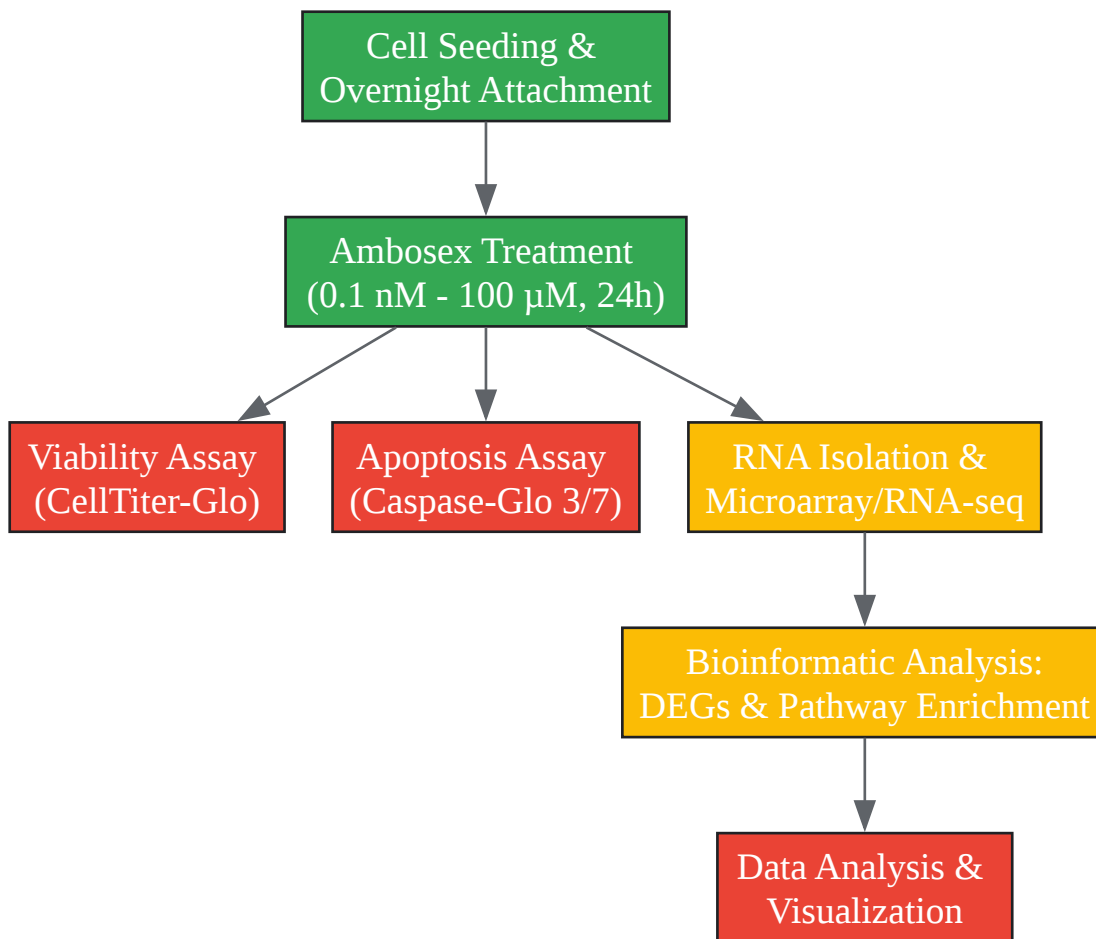 Cell Seeding &
Overnight Attachment
Ambosex Treatment
(0.1 nM - 100 µM, 24h)
Viability Assay
(CellTiter-Glo)
Apoptosis Assay
(Caspase-Glo 3/7)
RNA Isolation &
Microarray/RNA-seq
Bioinformatic Analysis:
DEGs & Pathway Enrichment
Data Analysis &
Visualization